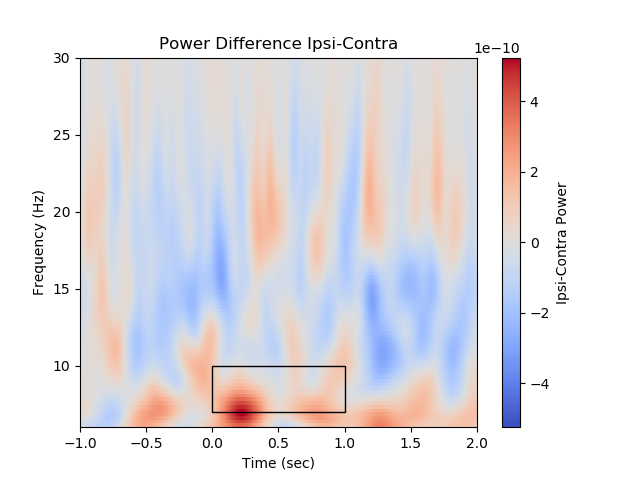 Power Difference Ipsi-Contra
1e−10
30
25
20
15
10
Frequency (Hz)
−1.0 −0.5 0.0 0.5 1.0 1.5 2.0
Time (sec)
4
2
0
−2
−4
Ipsi-Contra Power